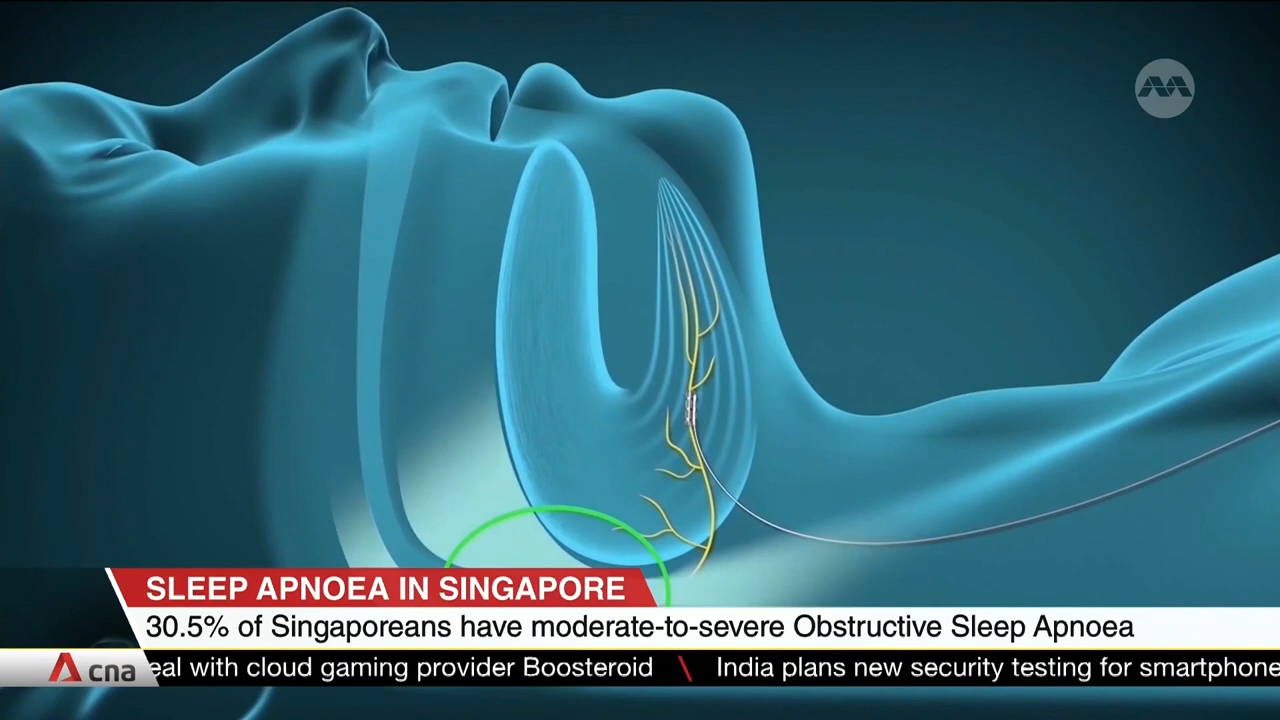 SLEEP APNOEA IN SINGAPORE
30.5% of Singaporeans have moderate-to-severe Obstructive Sleep Apnoea
cna
eal with cloud gaming provider Boosteroid \ India plans new security testing for smartphone